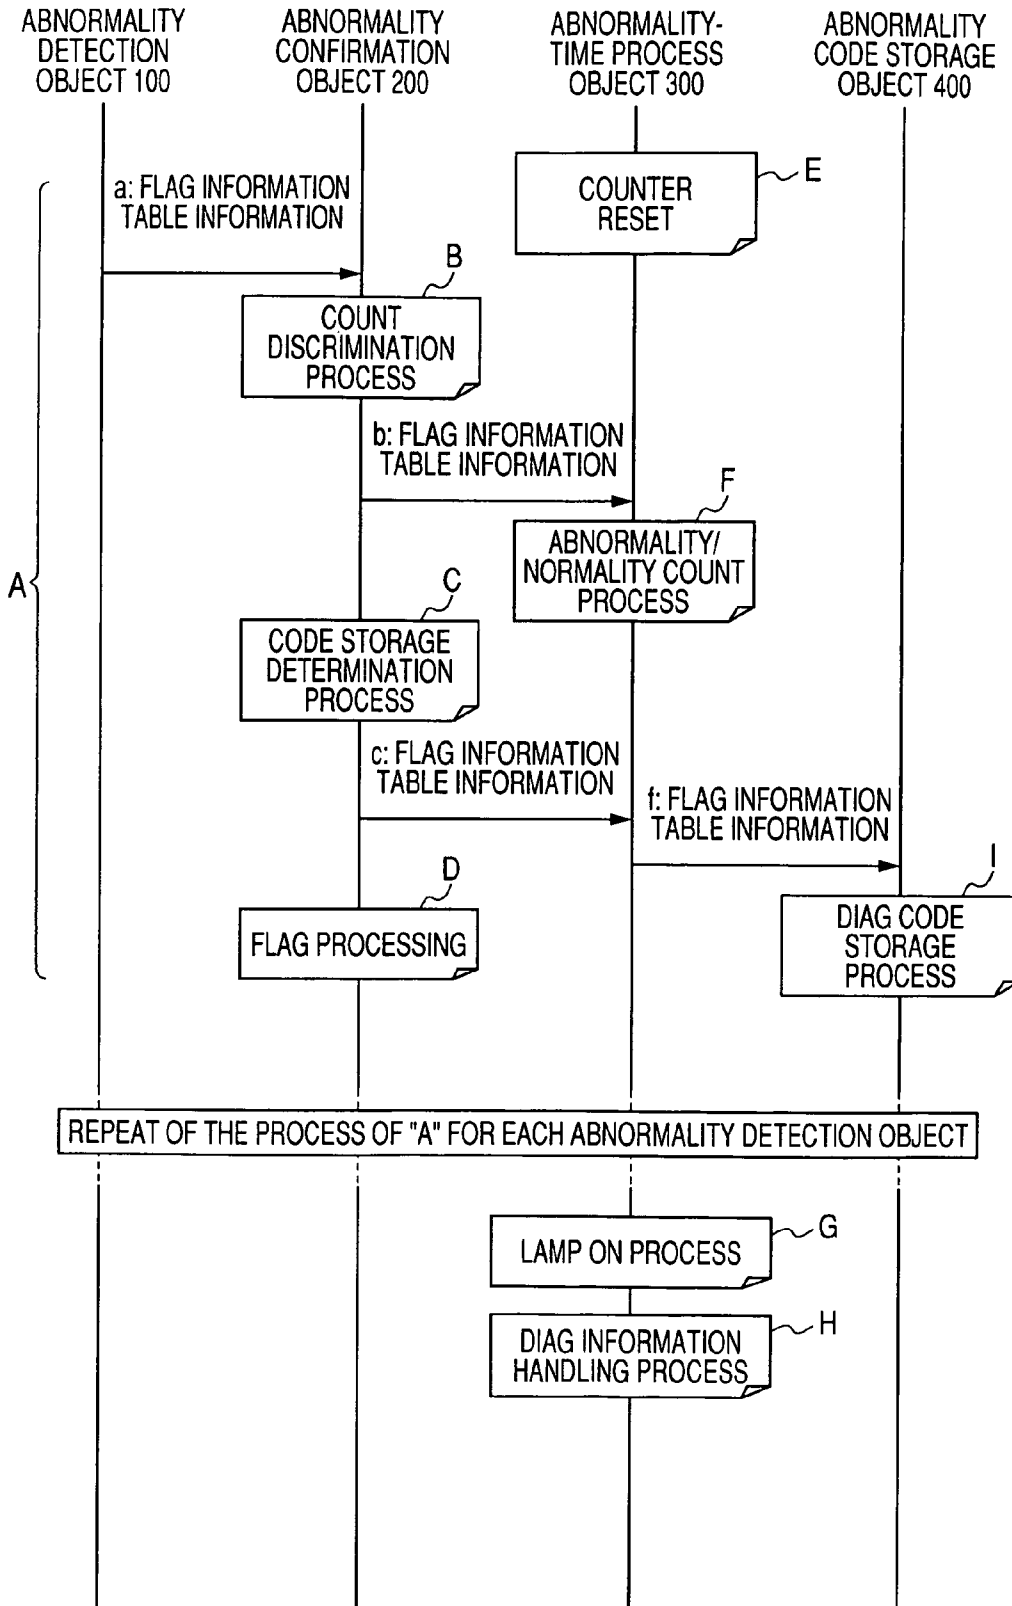 ABNORMALITY
DETECTION
OBJECT 100
ABNORMALITY
CONFIRMATION
OBJECT 200
ABNORMALITY-
TIME PROCESS
OBJECT 300
ABNORMALITY
CODE STORAGE
OBJECT 400
E
COUNTER
RESET
a: FLAG INFORMATION
TABLE INFORMATION
B
COUNT
DISCRIMINATION
PROCESS
b: FLAG INFORMATION
TABLE INFORMATION
F
ABNORMALITY/
NORMALITY COUNT
PROCESS
A
C
CODE STORAGE
DETERMINATION
PROCESS
c: FLAG INFORMATION
TABLE INFORMATION
f: FLAG INFORMATION
TABLE INFORMATION
D
FLAG PROCESSING
I
DIAG CODE
STORAGE
PROCESS
REPEAT OF THE PROCESS OF "A" FOR EACH ABNORMALITY DETECTION OBJECT
G
LAMP ON PROCESS
H
DIAG INFORMATION
HANDLING PROCESS